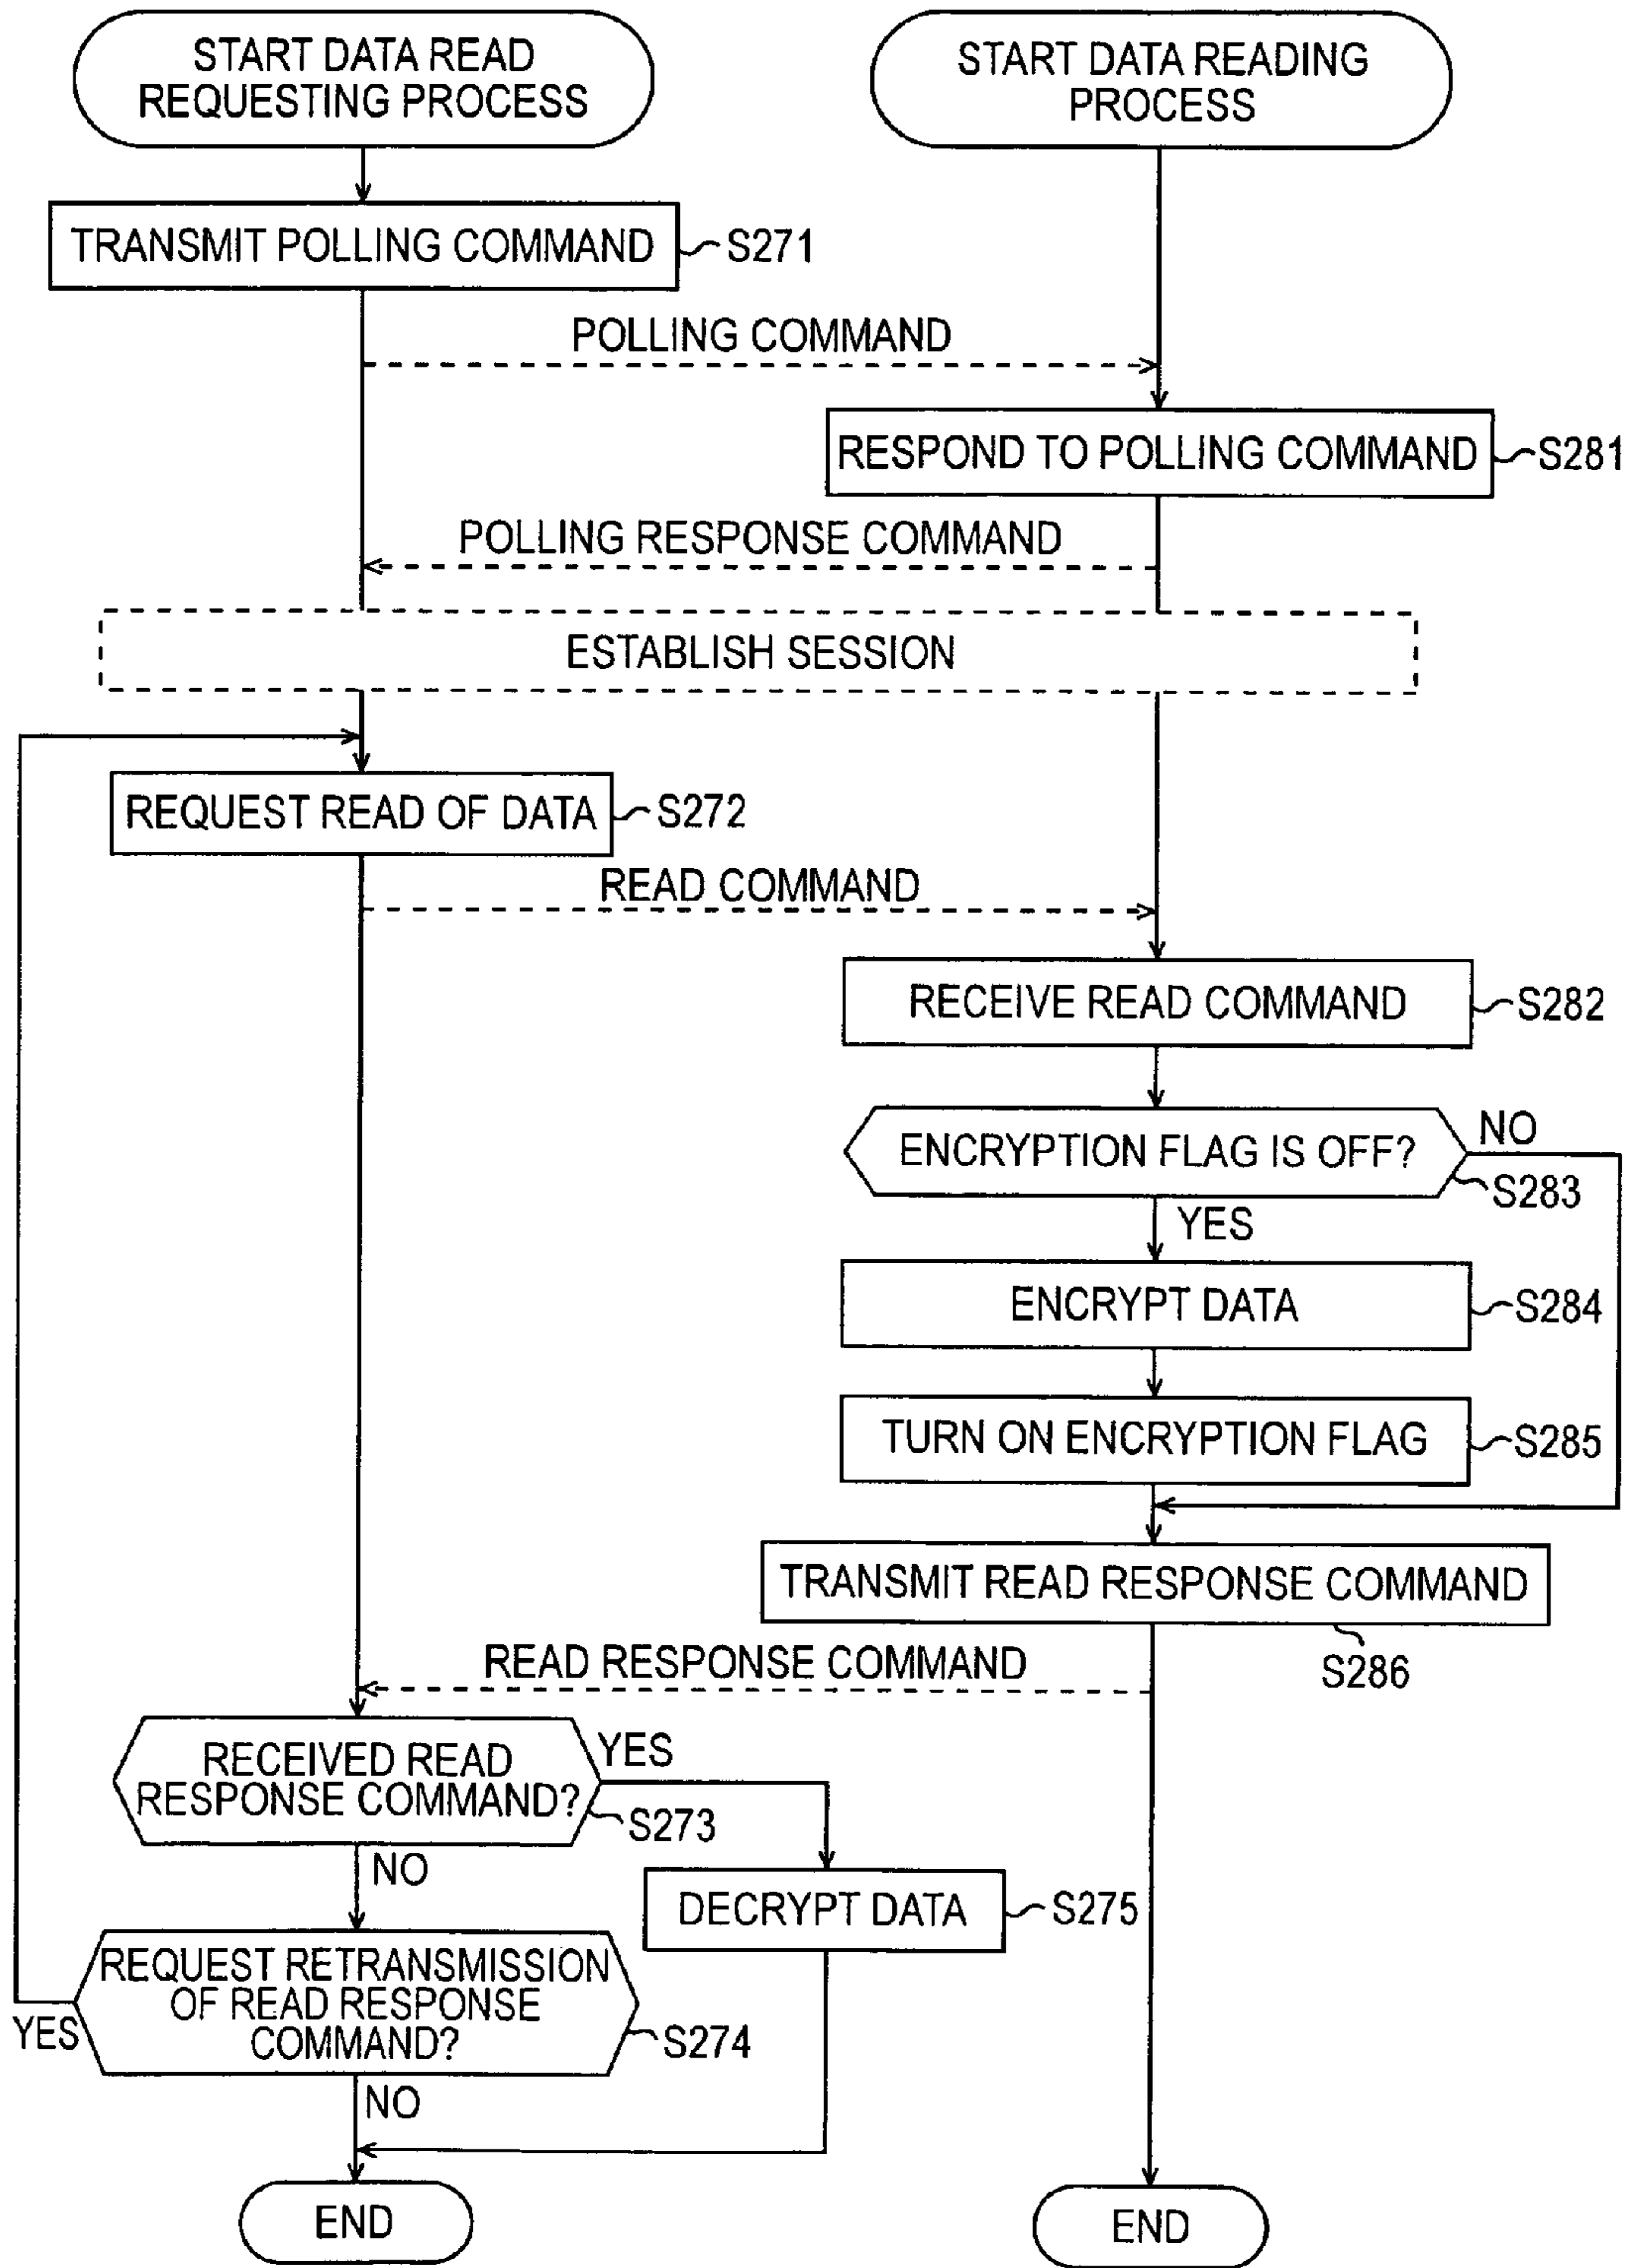 START DATA READ
REQUESTING PROCESS
START DATA READING
PROCESS
TRANSMIT POLLING COMMAND
S271
POLLING COMMAND
RESPOND TO POLLING COMMAND
S281
POLLING RESPONSE COMMAND
ESTABLISH SESSION
REQUEST READ OF DATA
S272
READ COMMAND
RECEIVE READ COMMAND
S282
ENCRYPTION FLAG IS OFF?
NO
S283
YES
ENCRYPT DATA
S284
TURN ON ENCRYPTION FLAG
S285
TRANSMIT READ RESPONSE COMMAND
S286
READ RESPONSE COMMAND
RECEIVED READ
RESPONSE COMMAND?
YES
S273
NO
DECRYPT DATA
S275
REQUEST RETRANSMISSION
OF READ RESPONSE
COMMAND?
YES
S274
NO
END
END